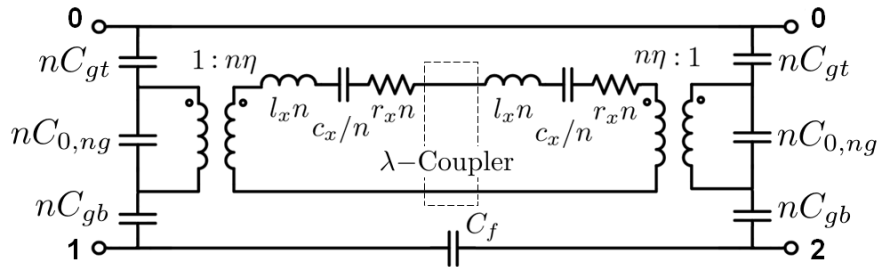 0 0
nC_{gt} 1 : nη nη : 1 nC_{gt}
l_x n c_x/n r_x n l_x n c_x/n r_x n
nC_{0,ng} λ−Coupler nC_{0,ng}
nC_{gb} nC_{gb}
C_f
1 2